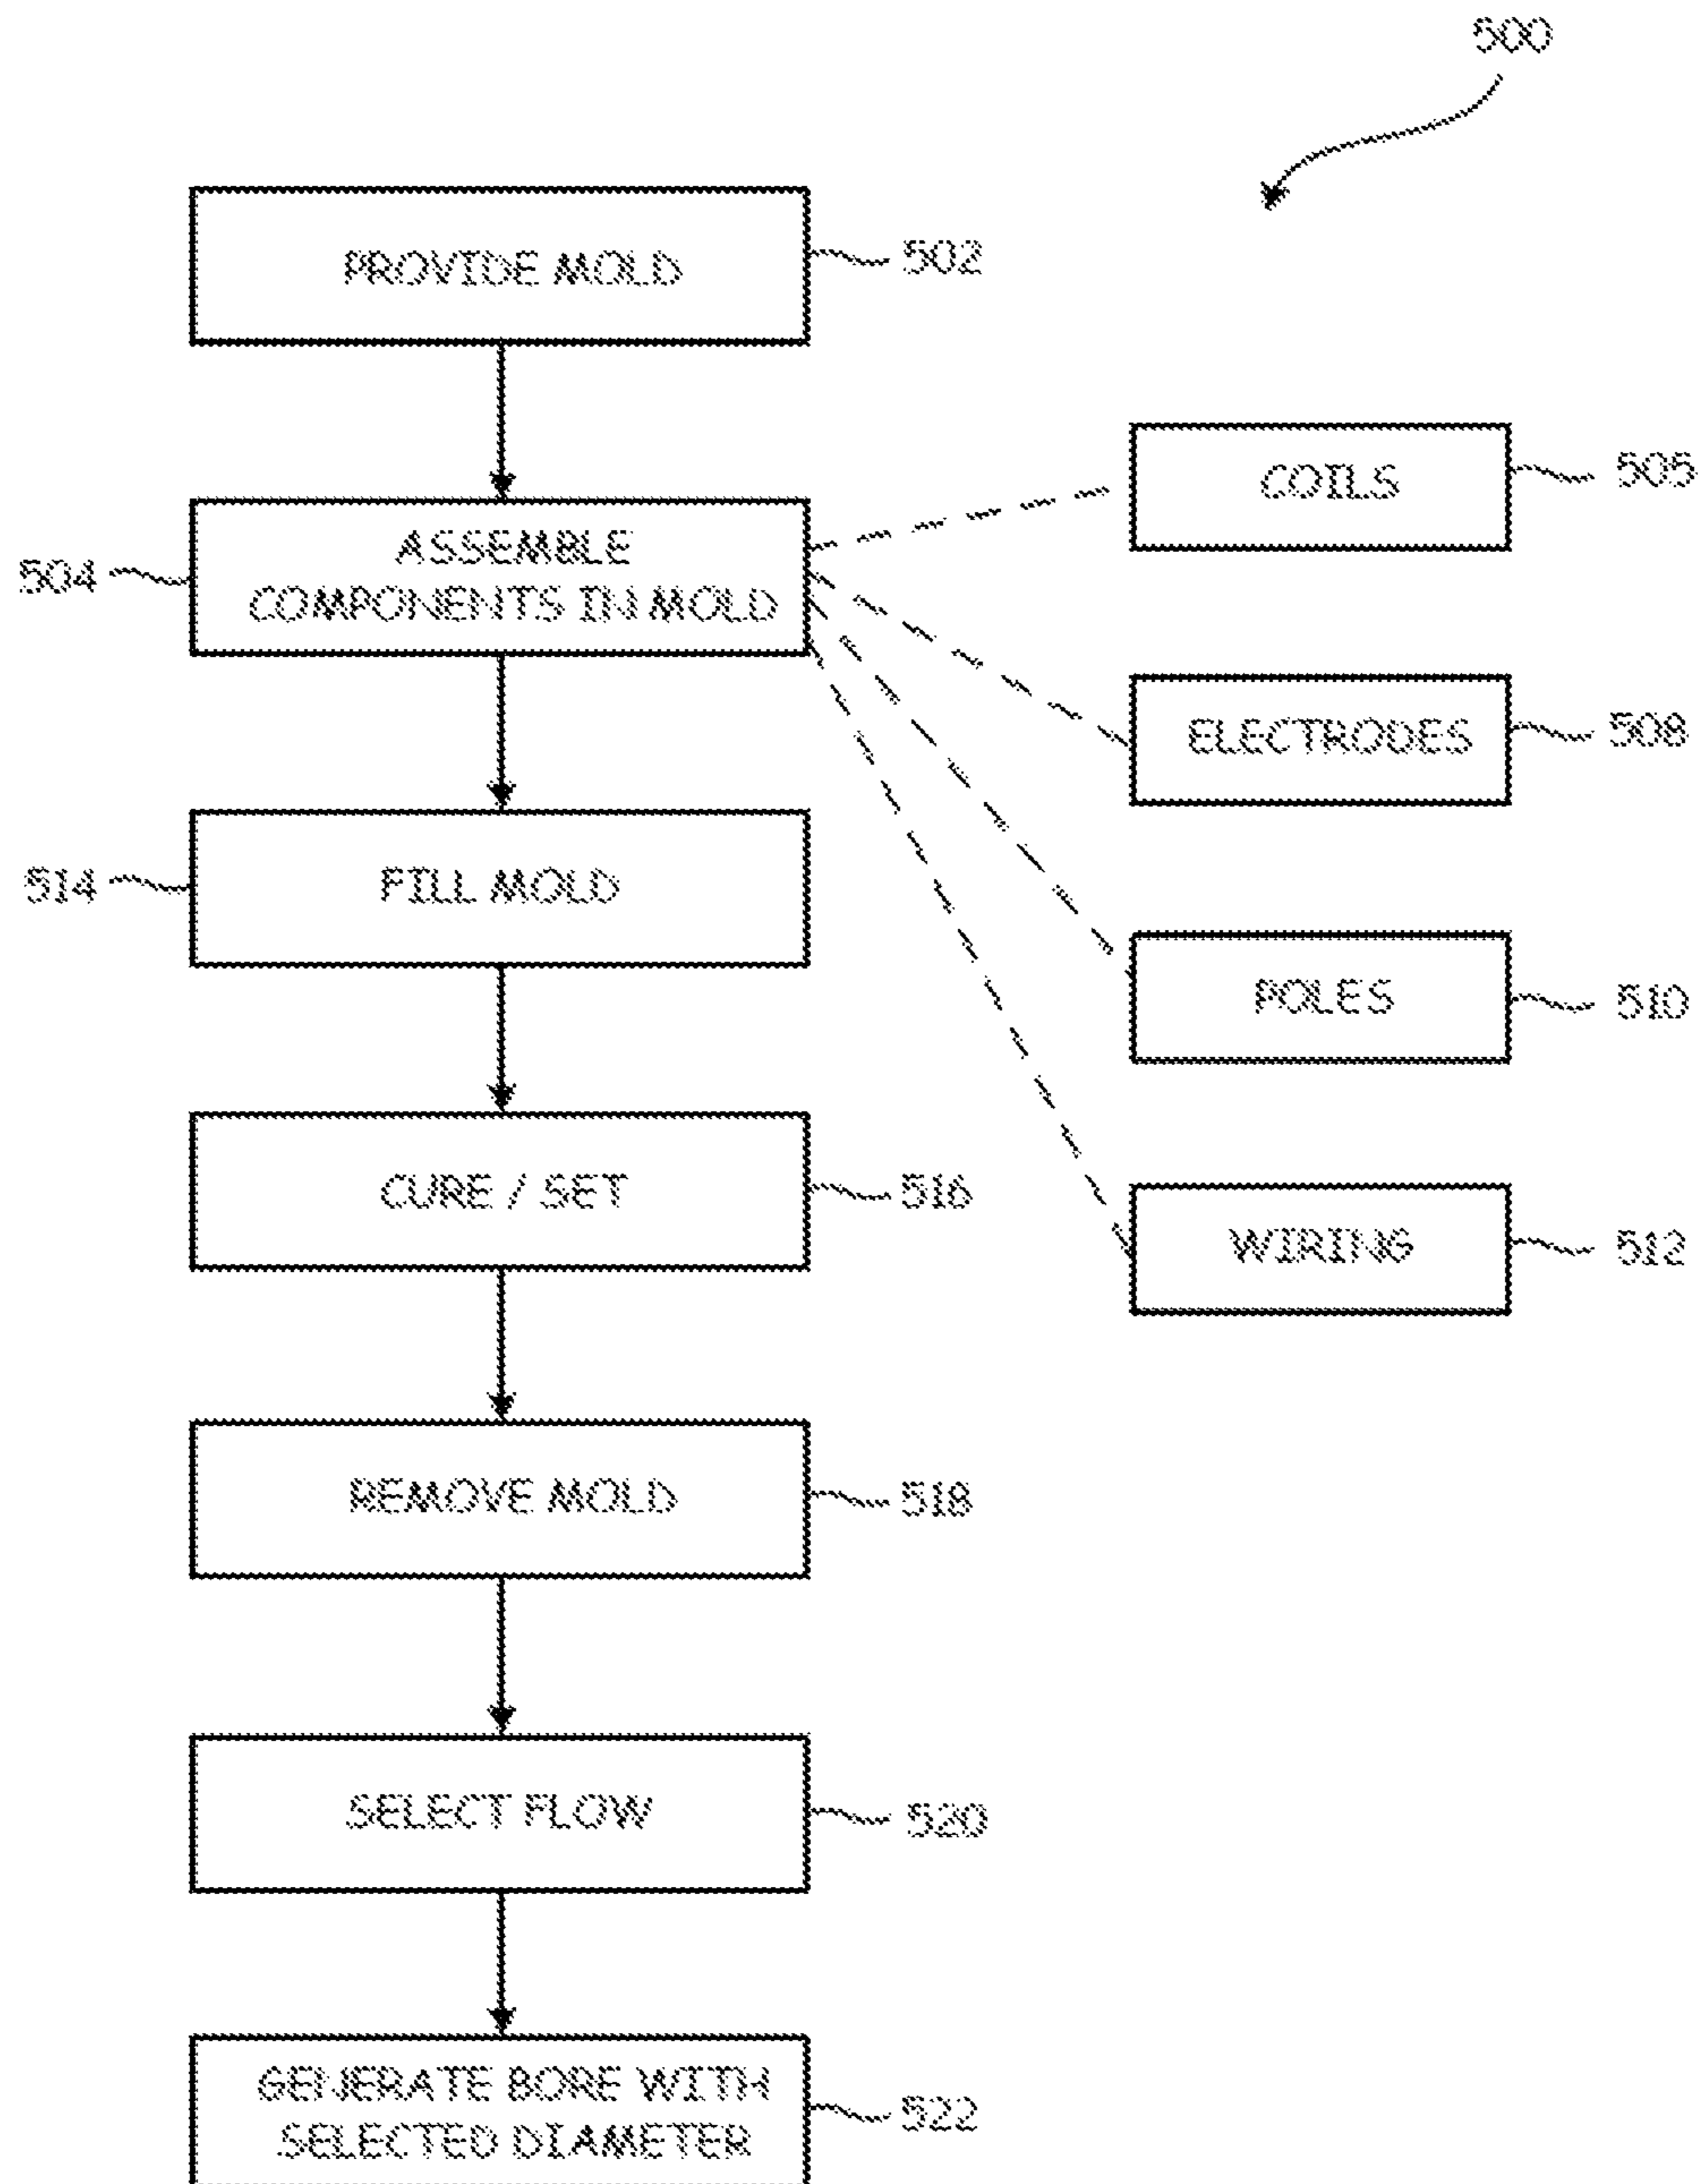 500
PROVIDE MOLD
502
COILS
505
504
ASSEMBLE
COMPONENTS IN MOLD
ELECTRODES
508
514
FILL MOLD
POLES
510
CURE / SET
516
WIRING
512
REMOVE MOLD
518
SELECT FLOW
520
GENERATE BORE WITH
SELECTED DIAMETER
522